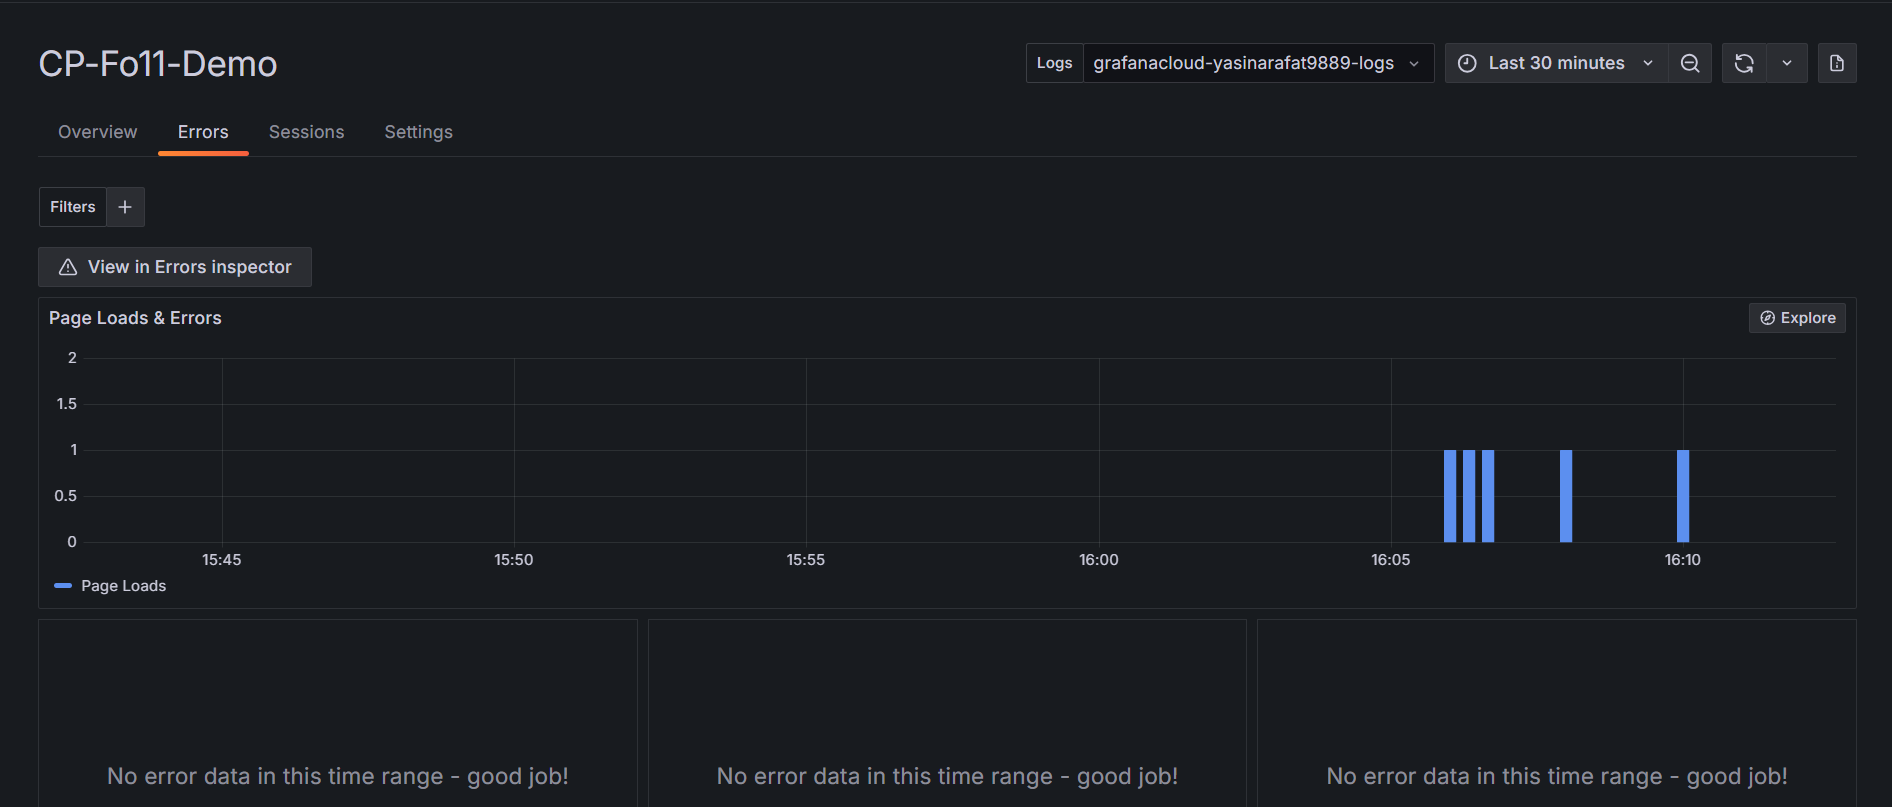 CP-Fo11-Demo
Logs grafanacloud-yasinarafat9889-logs Last 30 minutes
Overview Errors Sessions Settings
Filters
View in Errors inspector
Page Loads & Errors Explore
2
1.5
1
0.5
0
15:45 15:50 15:55 16:00 16:05 16:10
Page Loads
No error data in this time range - good job! No error data in this time range - good job! No error data in this time range - good job!